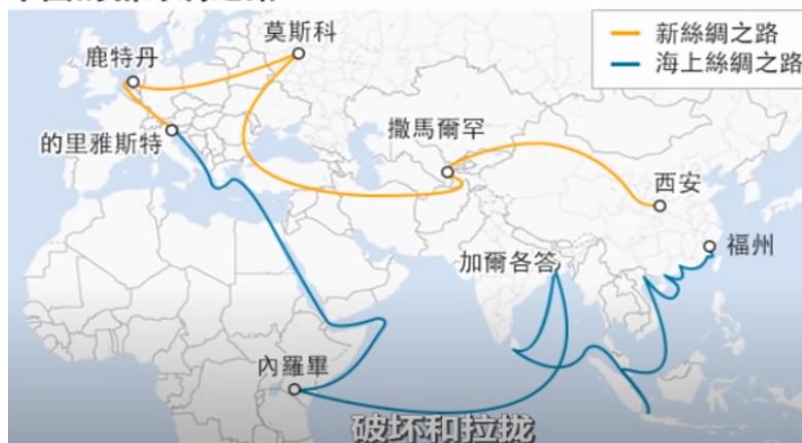 新絲綢之路
海上絲綢之路
莫斯科
鹿特丹
的里雅斯特
撒馬爾罕
西安
福州
加爾各答
內羅畢
破坏和拉拢